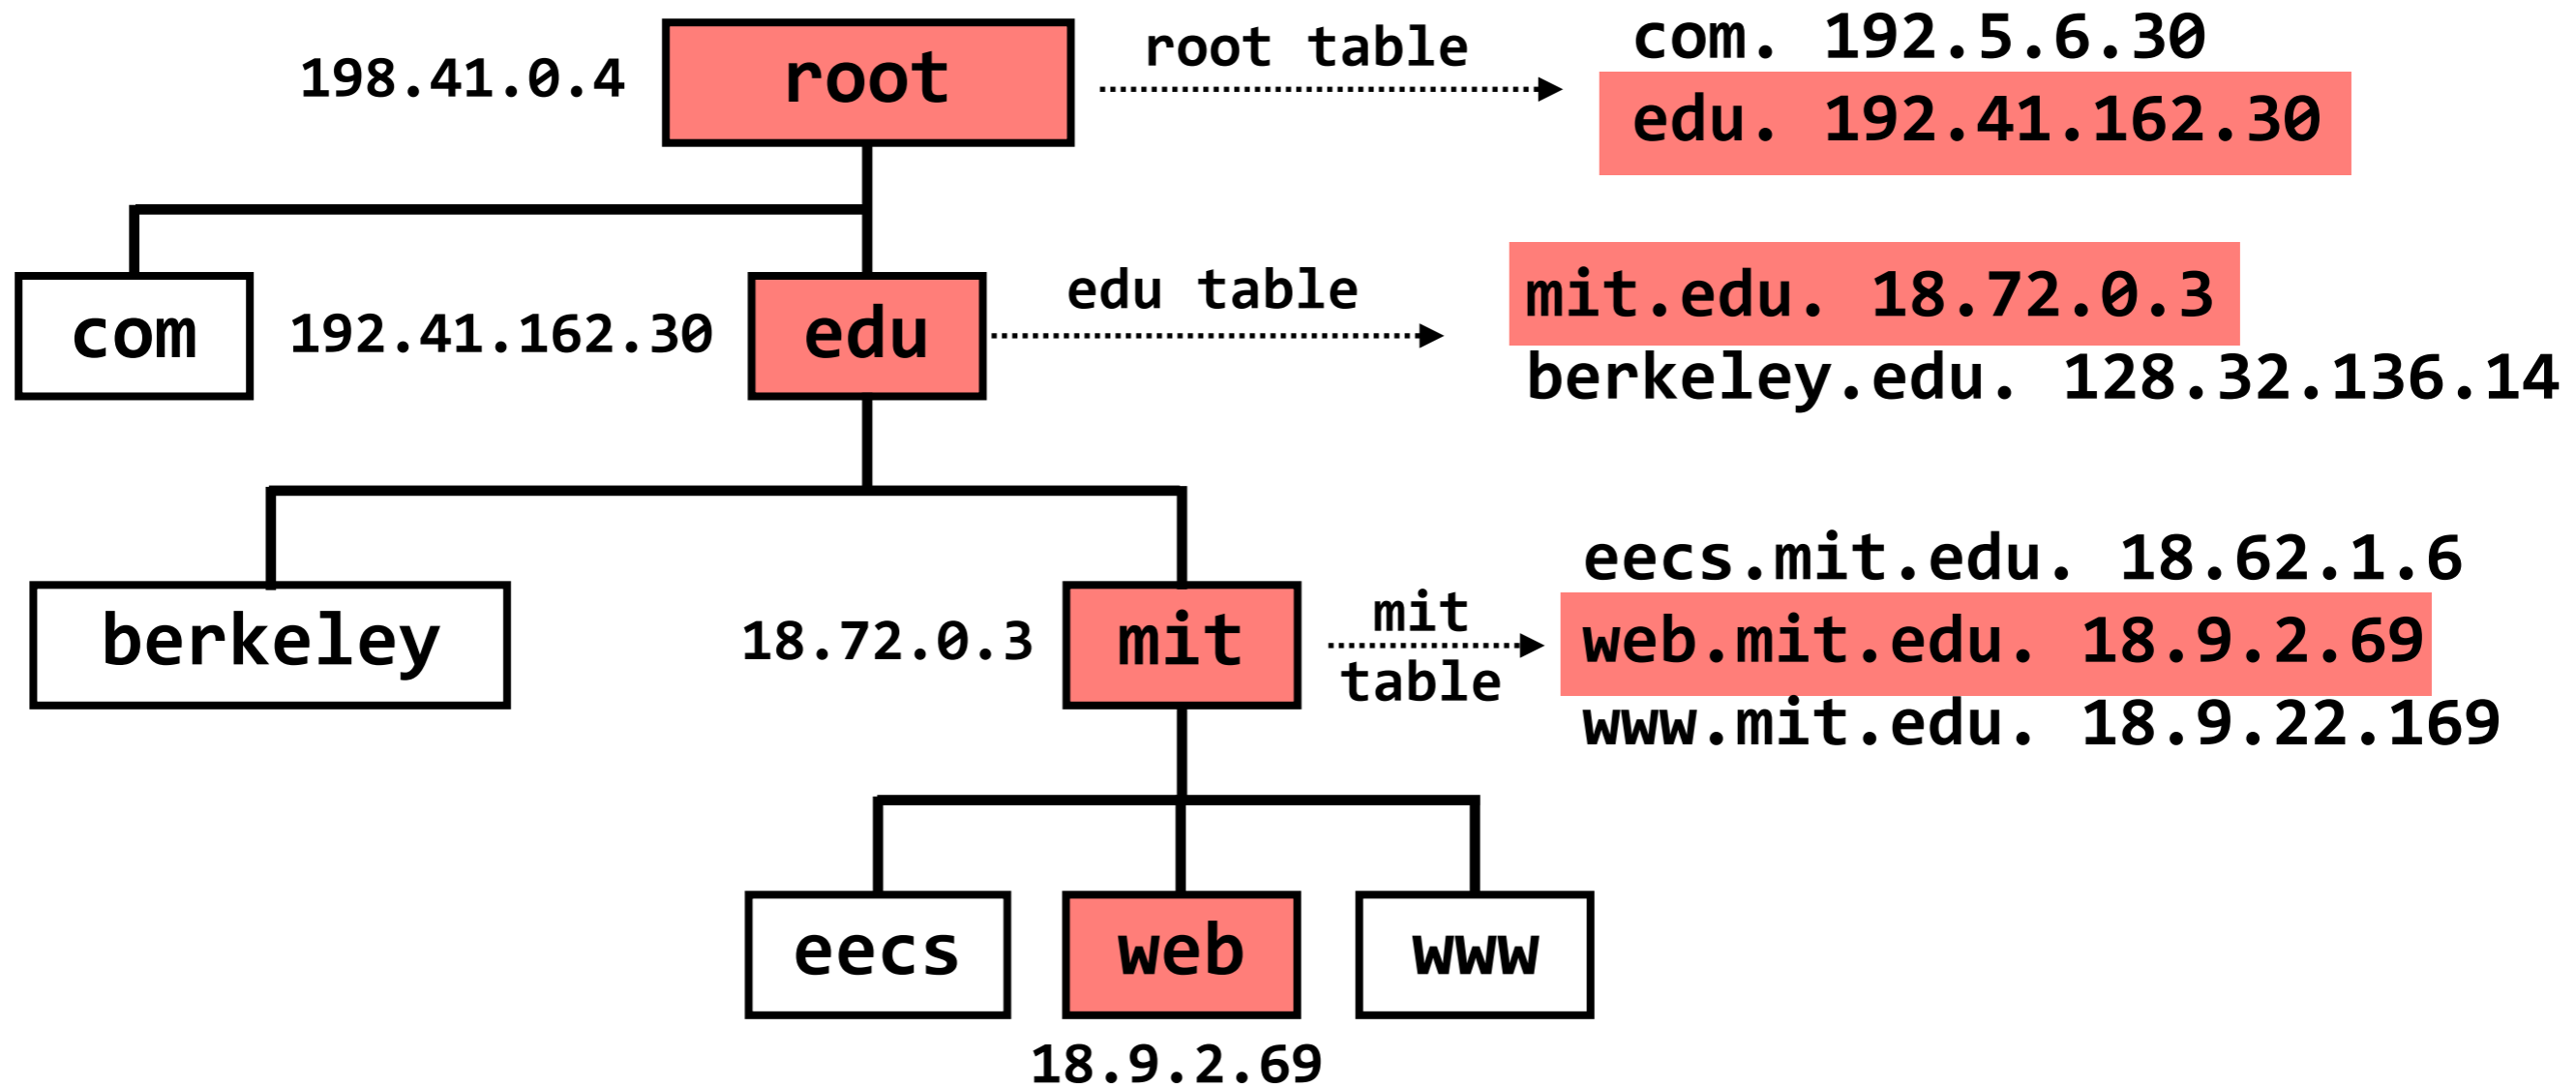 198.41.0.4
root
root table
com. 192.5.6.30
edu. 192.41.162.30
com
192.41.162.30
edu
edu table
mit.edu. 18.72.0.3
berkeley.edu. 128.32.136.14
berkeley
18.72.0.3
mit
mit
table
eecs.mit.edu. 18.62.1.6
web.mit.edu. 18.9.2.69
www.mit.edu. 18.9.22.169
eecs
web
www
18.9.2.69